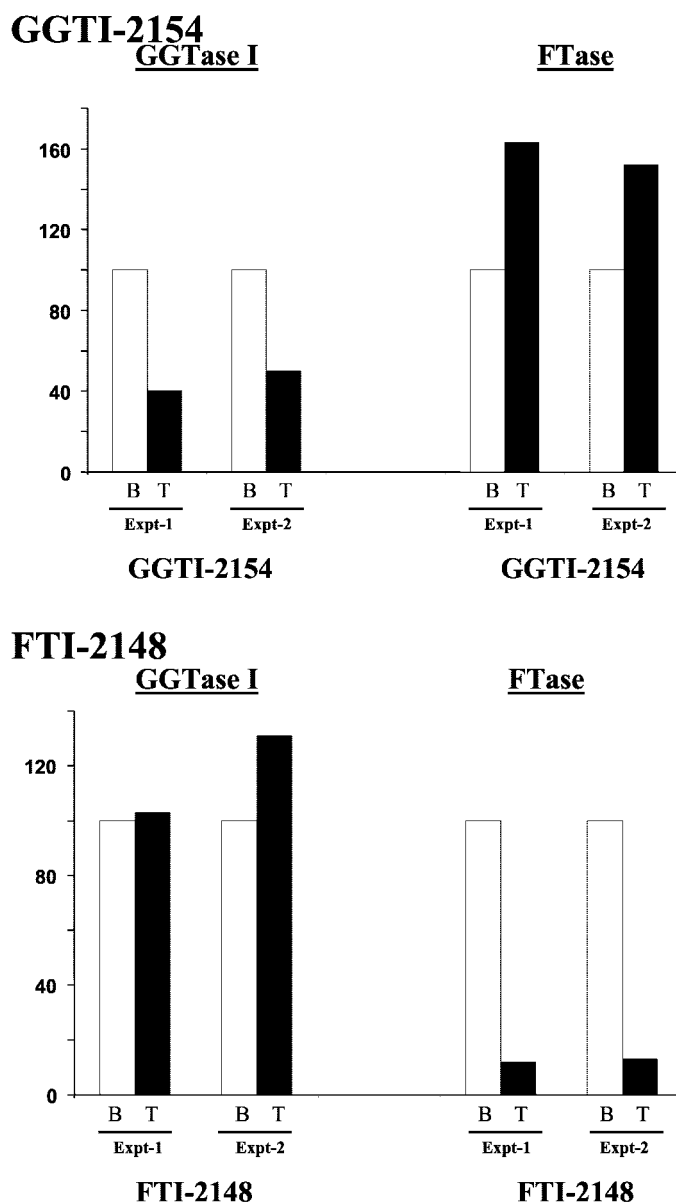 GGTI-2154
GGTase I FTase
160
120
80
40
0
B T B T B T B T
Expt-1 Expt-2 Expt-1 Expt-2
GGTI-2154 GGTI-2154
FTI-2148
GGTase I FTase
120
80
40
0
B T B T B T B T
Expt-1 Expt-2 Expt-1 Expt-2
FTI-2148 FTI-2148